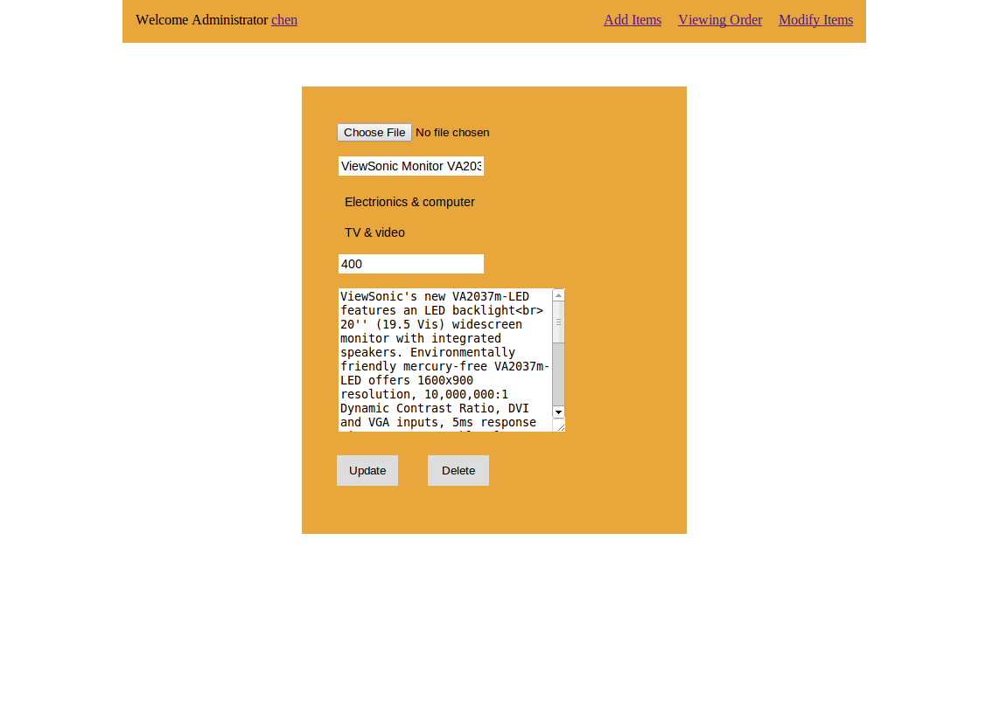 Welcome Administrator chen Add Items Viewing Order Modify Items
Choose File No file chosen
ViewSonic Monitor VA203
Electrionics & computer
TV & video
400
ViewSonic's new VA2037m-LED
features an LED backlight<br>
20'' (19.5 Vis) widescreen
monitor with integrated
speakers. Environmentally
friendly mercury-free VA2037m-
LED offers 1600x900
resolution, 10,000,000:1
Dynamic Contrast Ratio, DVI
and VGA inputs, 5ms response
Update Delete